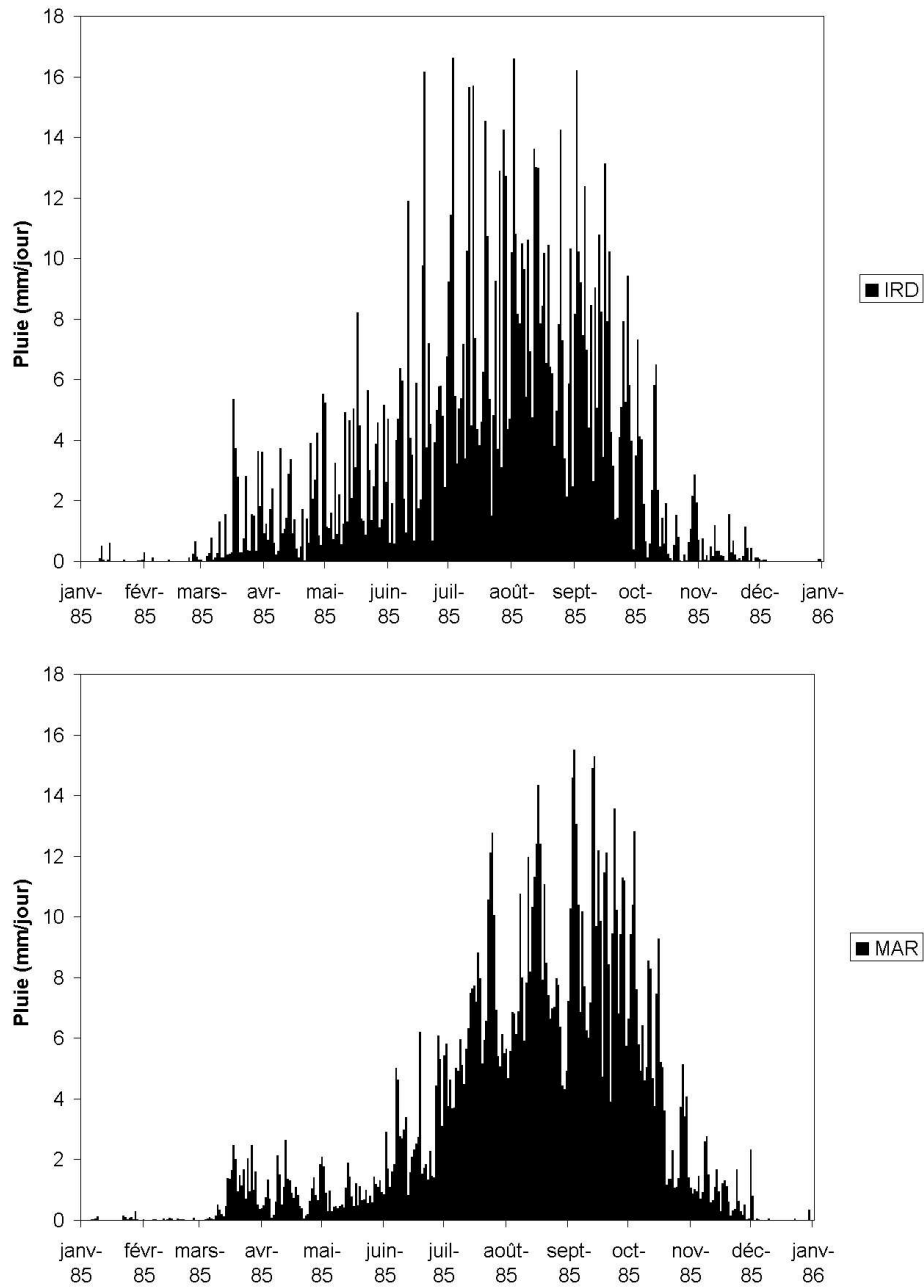 18
16
14
12
10
8
6
4
2
0
Pluie (mm/jour)
janv- févr- mars- avr- mai- juin- juil- août- sept- oct- nov- déc- janv-
85 85 85 85 85 85 85 85 85 85 85 85 86
IRD
18
16
14
12
10
8
6
4
2
0
Pluie (mm/jour)
janv- févr- mars- avr- mai- juin- juil- août- sept- oct- nov- déc- janv-
85 85 85 85 85 85 85 85 85 85 85 85 86
MAR